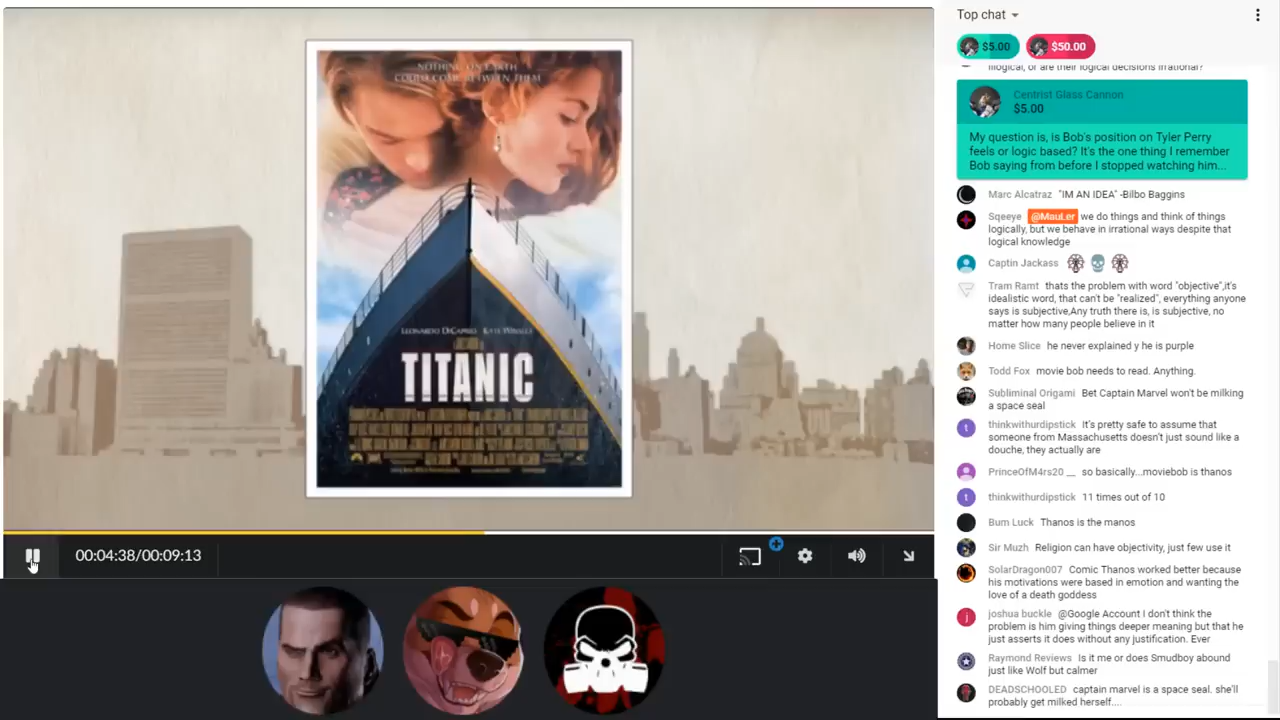 NOTHING ON EARTH
COULD COME BETWEEN THEM
LEONARDO DICAPRIO KATE WINSLET
TITANIC
00:04:38/00:09:13
Top chat
$5.00
$50.00
illogical, or are their logical decisions irrational?
Centrist Glass Cannon
$5.00
My question is, is Bob's position on Tyler Perry
feels or logic based? It's the one thing I remember
Bob saying from before I stopped watching him...
Marc Alcatraz "IM AN IDEA" -Bilbo Baggins
Sqeeye @MauLer we do things and think of things
logically, but we behave in irrational ways despite that
logical knowledge
Captin Jackass
Tram Ramt thats the problem with word "objective",it's
idealistic word, that can't be "realized", everything anyone
says is subjective,Any truth there is, is subjective, no
matter how many people believe in it
Home Slice he never explained y he is purple
Todd Fox movie bob needs to read. Anything.
Subliminal Origami Bet Captain Marvel won't be milking
a space seal
thinkwithurdipstick It's pretty safe to assume that
someone from Massachusetts doesn't just sound like a
douche, they actually are
PrinceOfM4rs20 __ so basically...moviebob is thanos
thinkwithurdipstick 11 times out of 10
Bum Luck Thanos is the manos
Sir Muzh Religion can have objectivity, just few use it
SolarDragon007 Comic Thanos worked better because
his motivations were based in emotion and wanting the
love of a death goddess
joshua buckle @Google Account I don't think the
problem is him giving things deeper meaning but that he
just asserts it does without any justification. Ever
Raymond Reviews Is it me or does Smudboy abound
just like Wolf but calmer
DEADSCHOOLED captain marvel is a space seal. she'll
probably get milked herself....